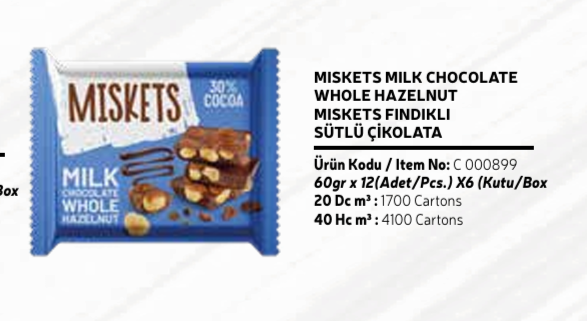 MISKETS
30%
COCOA
MILK
CHOCOLATE
WHOLE
HAZELNUT
MISKETS MILK CHOCOLATE
WHOLE HAZELNUT
MISKETS FINDIKLI
SÜTLÜ ÇİKOLATA
Ürün Kodu / Item No: C 000899
60gr x 12(Adet/Pcs.) X6 (Kutu/Box
20 Dc m³ : 1700 Cartons
40 Hc m³ : 4100 Cartons
Box